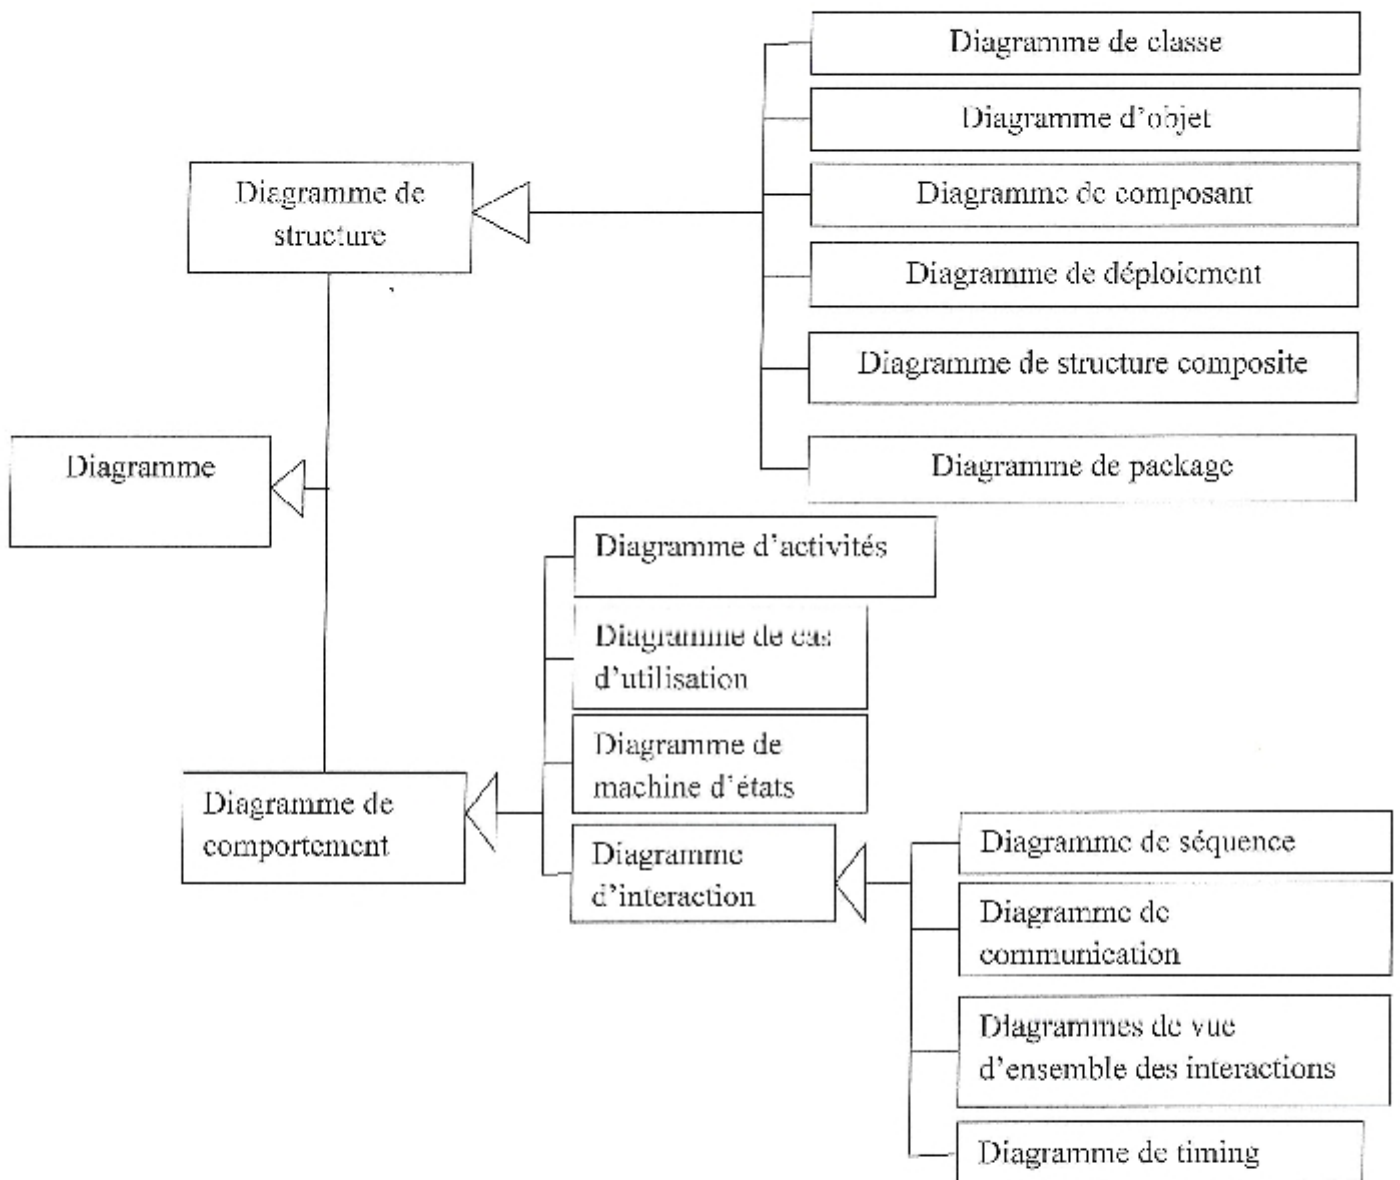 Diagramme de classe
Diagramme d'objet
Diagramme de
structure
Diagramme de composant
Diagramme de déploiement
Diagramme de structure composite
Diagramme
Diagramme de package
Diagramme d'activités
Diagramme de cas
d'utilisation
Diagramme de
machine d'états
Diagramme de
comportement
Diagramme
d'interaction
Diagramme de séquence
Diagramme de
communication
Diagrammes de vue
d'ensemble des interactions
Diagramme de timing